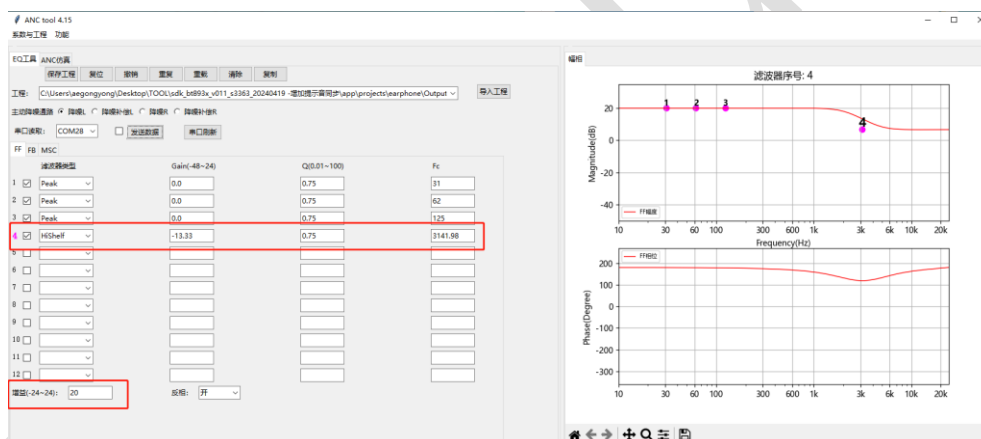 ANC tool 4.15
系数与工程 功能
EQ工具 ANC仿真
保存工程 复位 撤销 重复 重载 清除 复制
工程: C:\Users\aegongyong\Desktop\TOOL\sdk_bt893x_v011_s3363_20240419 -增加提示音同步\app\projects\earphone\Output 导入工程
主动降噪通路 降噪L 降噪补偿L 降噪R 降噪补偿R
串口读取: COM28 发送数据 串口刷新
FF FB MSC
滤波器类型 Gain(-48~24) Q(0.01~100) Fc
1 Peak 0.0 0.75 31
2 Peak 0.0 0.75 62
3 Peak 0.0 0.75 125
4 HiShelf -13.33 0.75 3141.98
5
6
7
8
9
10
11
12
增益(-24~24): 20 反相: 开
幅相
滤波器序号: 4
Magnitude(dB)
20
0
-20
-40
1 2 3 4
FF幅度
10 30 60 100 300 600 1k 3k 6k 10k 20k
Frequency(Hz)
Phase(Degree)
200
100
0
-100
-200
-300
FF相位
10 30 60 100 300 600 1k 3k 6k 10k 20k